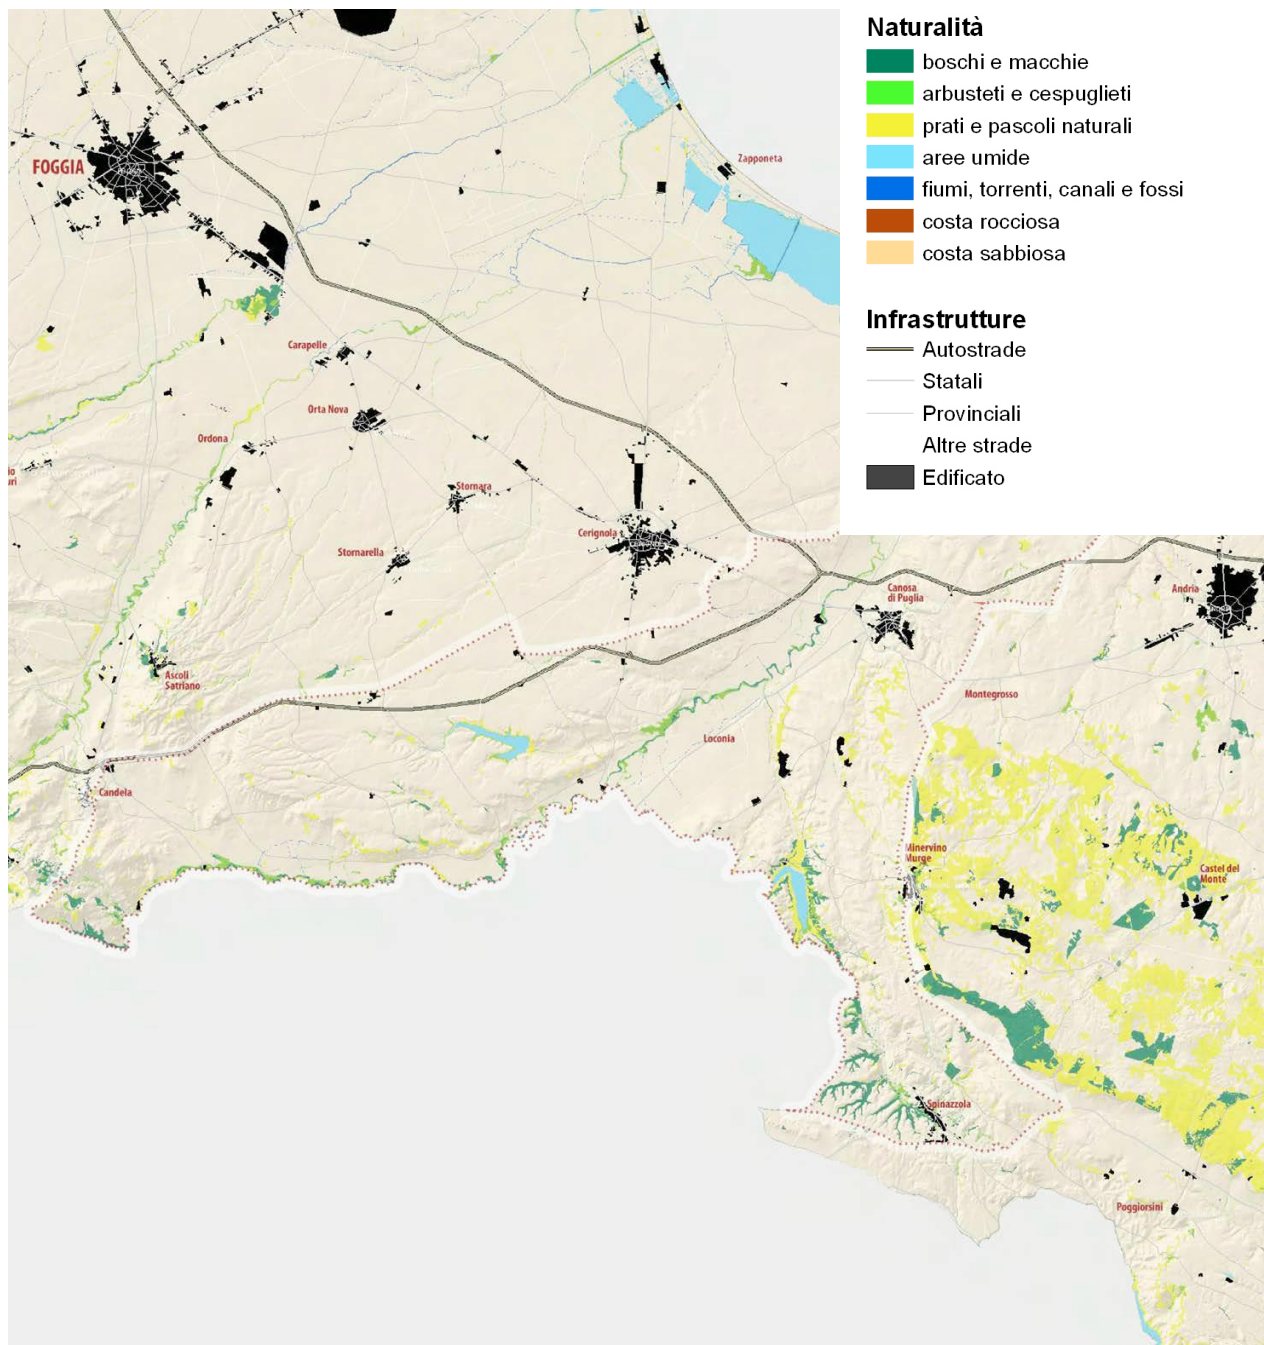 Naturalità
boschi e macchie
arbusteti e cespuglieti
prati e pascoli naturali
aree umide
fiumi, torrenti, canali e fossi
costa rocciosa
costa sabbiosa
Infrastrutture
Autostrade
Statali
Provinciali
Altre strade
Edificato
FOGGIA
Zapponeta
Carapelle
Orta Nova
Ordona
io
uri
Stornara
Stornarella
Cerignola
Canosa
di Puglia
Andria
Ascoli
Satriano
Montegrosso
Loconia
Candela
Minervino
Murge
Castel del
Monte
Spinazzola
Poggiorsini